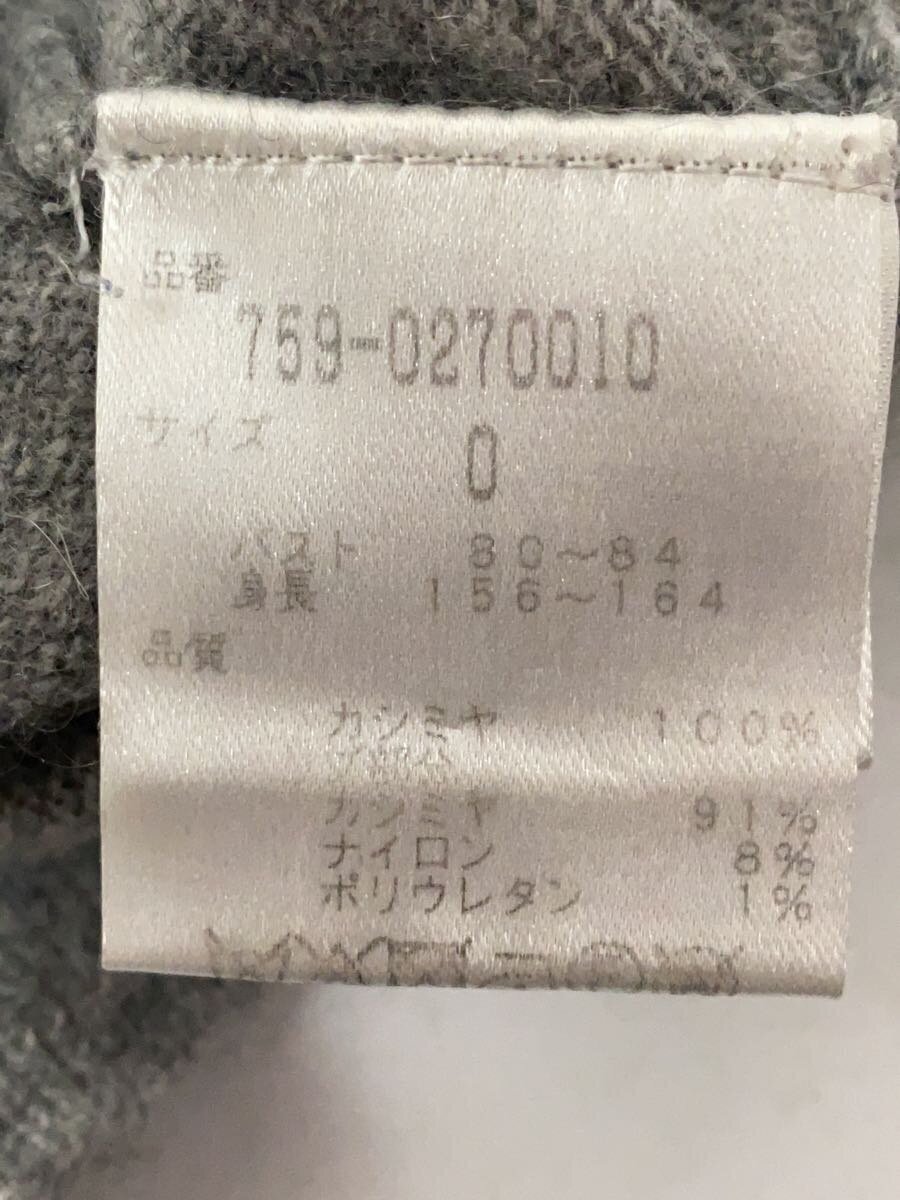 品番
759-0270010
サイズ
0
バスト 80～84
身長 156～164
品質
カシミヤ 100%
カシミヤ 91%
ナイロン 8%
ポリウレタン 1%